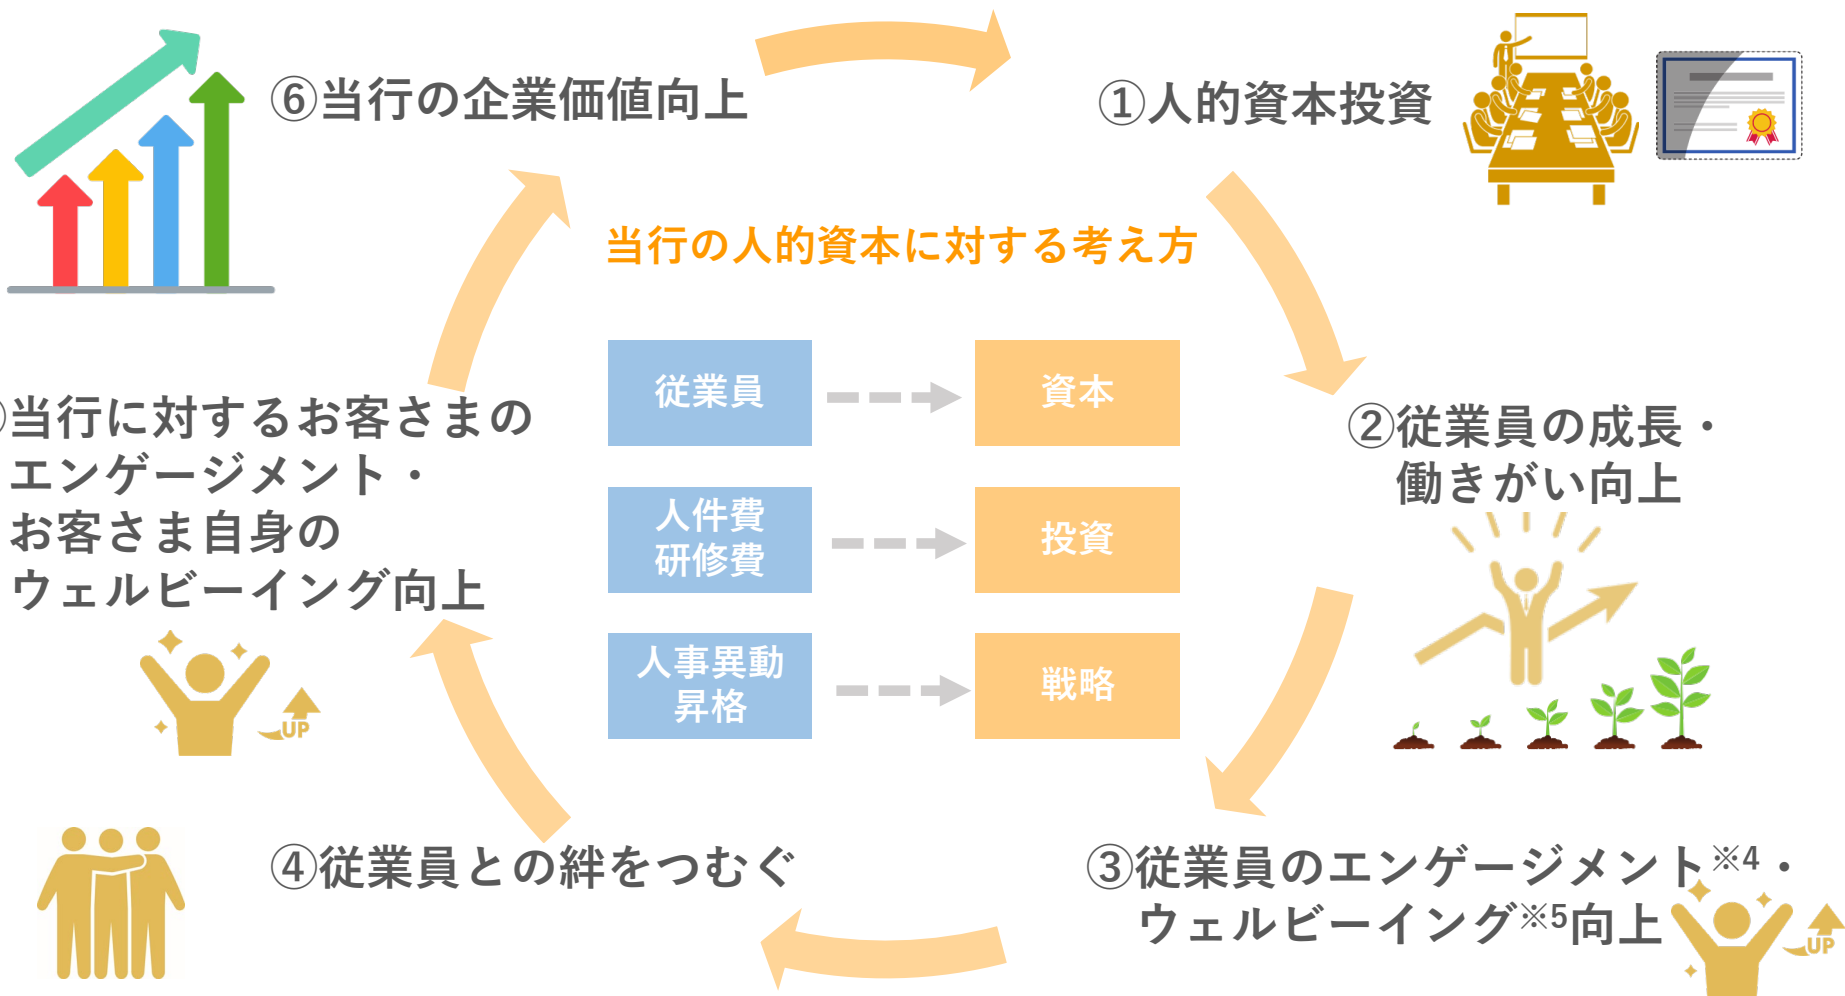 ⑥当行の企業価値向上
①人的資本投資
当行の人的資本に対する考え方
従業員
資本
人件費
研修費
投資
人事異動
昇格
戦略
②従業員の成長・
働きがい向上
③従業員のエンゲージメント※4・
ウェルビーイング※5向上
UP
④従業員との絆をつむぐ
当行に対するお客さまの
エンゲージメント・
お客さま自身の
ウェルビーイング向上
UP